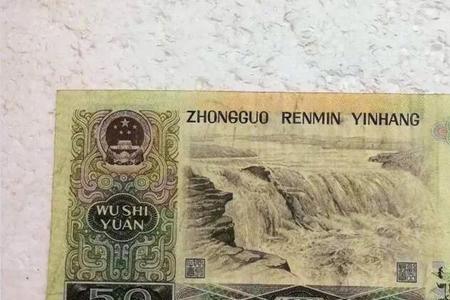 ZHONGGUO RENMIN YINHANG
WU SHI
YUAN
50